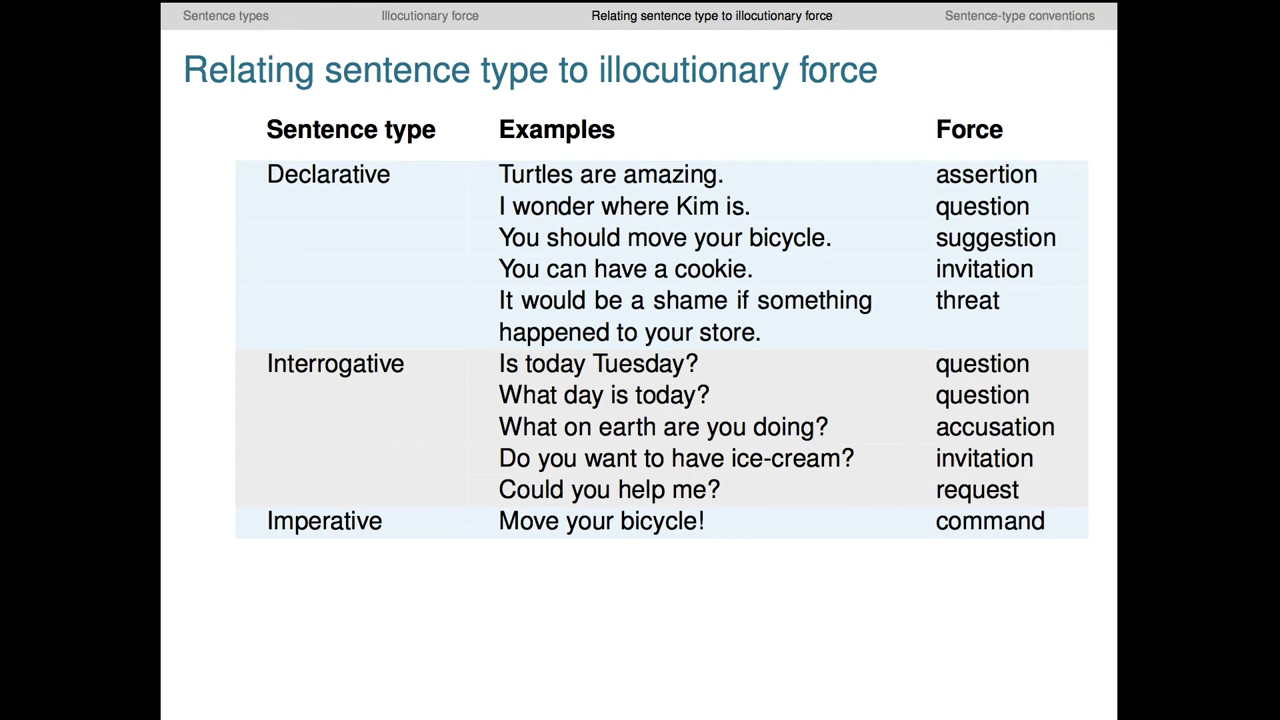 Sentence types Illocutionary force Relating sentence type to illocutionary force Sentence-type conventions
Relating sentence type to illocutionary force
Sentence type Examples Force
Declarative Turtles are amazing. assertion
I wonder where Kim is. question
You should move your bicycle. suggestion
You can have a cookie. invitation
It would be a shame if something threat
happened to your store.
Interrogative Is today Tuesday? question
What day is today? question
What on earth are you doing? accusation
Do you want to have ice-cream? invitation
Could you help me? request
Imperative Move your bicycle! command